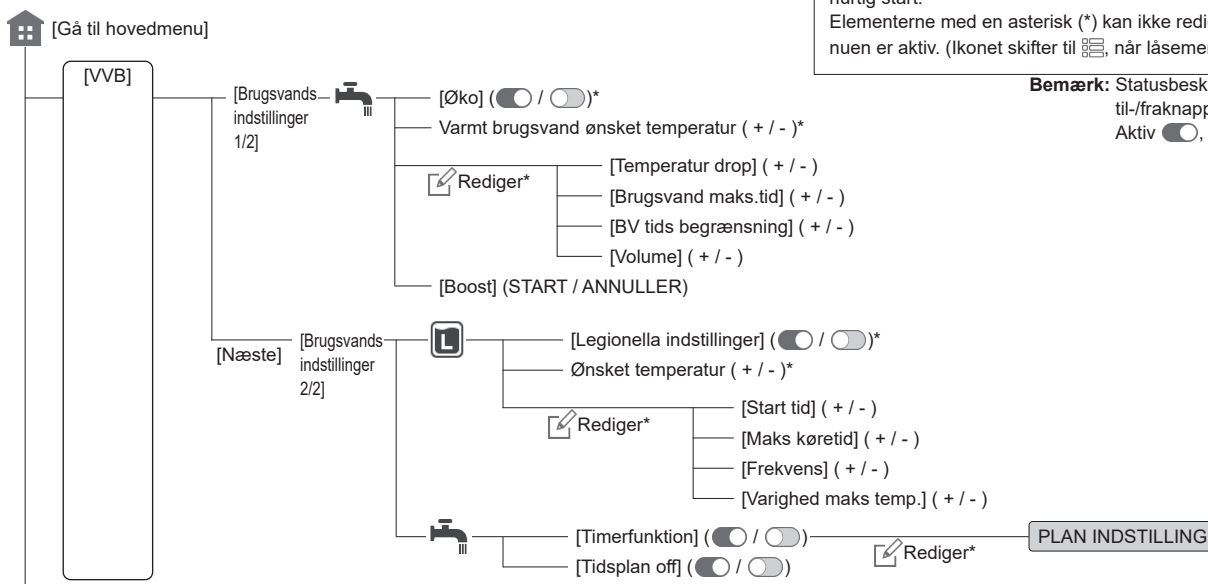 hurtig start.
Elementerne med en asterisk (*) kan ikke
nuen er aktiv. (Ikonet skifter til , når
Bemærk:
til-/fraknapp
Aktiv ,
[Gå til hovedmenu]
[VVB]
[Brugsvands
indstillinger
1/2]
[Øko] ( / )*
Varmt brugsvand ønsket temperatur ( + / - )*
Rediger*
[Temperatur drop] ( + / - )
[Brugsvand maks.tid] ( + / - )
[BV tids begrænsning] ( + / - )
[Volume] ( + / - )
[Boost] (START / ANNULLER)
[Næste]
[Brugsvands
indstillinger
2/2]
L
[Legionella indstillinger] ( / )*
Ønsket temperatur ( + / - )*
Rediger*
[Start tid] ( + / - )
[Maks køretid] ( + / - )
[Frekvens] ( + / - )
[Varighed maks temp.] ( + / - )
[Timerfunktion] ( / )
Rediger*
PLAN INDSTILLING
[Tidsplan off] ( / )